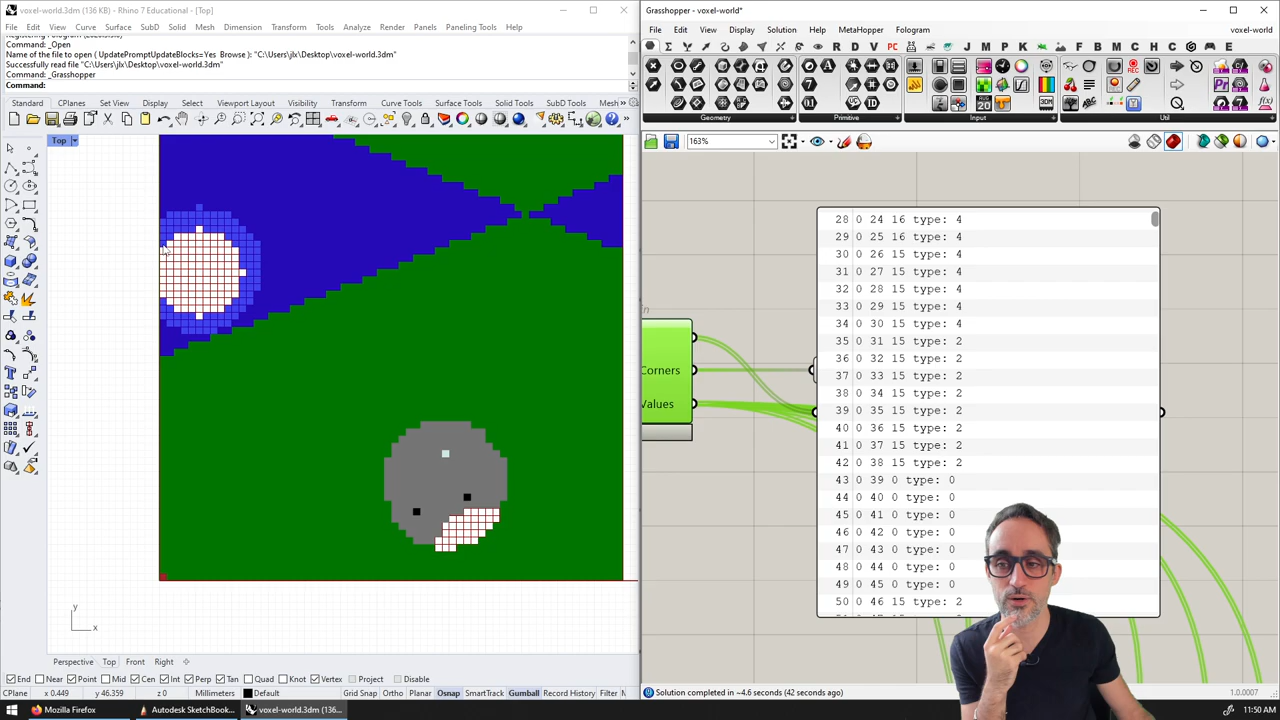 voxel-world.3dm (136 KB) - Rhino 7 Educational - [Top]
File Edit View Curve Surface SubD Solid Mesh Dimension Transform Tools Analyze Render Panels Paneling Tools
Command: _Open
Name of the file to open ( UpdatePromptUpdateBlocks=Yes Browse ): "C:\Users\jlx\Desktop\voxel-world.3dm"
Successfully read file "C:\Users\jlx\Desktop\voxel-world.3dm"
Command: _Grasshopper
Command:
Standard CPlanes Set View Display Select Viewport Layout Visibility Transform Curve Tools Surface Tools Solid Tools SubD Tools Mesh
Top
y
x
Perspective Top Front Right
End Near Point Mid Cen Int Perp Tan Quad Knot Vertex Project Disable
CPlane x 0.449 y 46.359 z 0 Millimeters Default Grid Snap Ortho Planar Osnap SmartTrack Gumball Record History Filter
Mozilla Firefox Autodesk SketchBook... voxel-world.3dm (136...
Grasshopper - voxel-world*
File Edit View Display Solution Help MetaHopper Fologram voxel-world
Geometry Primitive Input Util
163%
Corners
Values
28 0 24 16 type: 4
29 0 25 16 type: 4
30 0 26 15 type: 4
31 0 27 15 type: 4
32 0 28 15 type: 4
33 0 29 15 type: 4
34 0 30 15 type: 4
35 0 31 15 type: 2
36 0 32 15 type: 2
37 0 33 15 type: 2
38 0 34 15 type: 2
39 0 35 15 type: 2
40 0 36 15 type: 2
41 0 37 15 type: 2
42 0 38 15 type: 2
43 0 39 0 type: 0
44 0 40 0 type: 0
45 0 41 0 type: 0
46 0 42 0 type: 0
47 0 43 0 type: 0
48 0 44 0 type: 0
49 0 45 0 type: 0
50 0 46 15 type: 2
Solution completed in ~4.6 seconds (42 seconds ago)
1.0.0007
11:50 AM